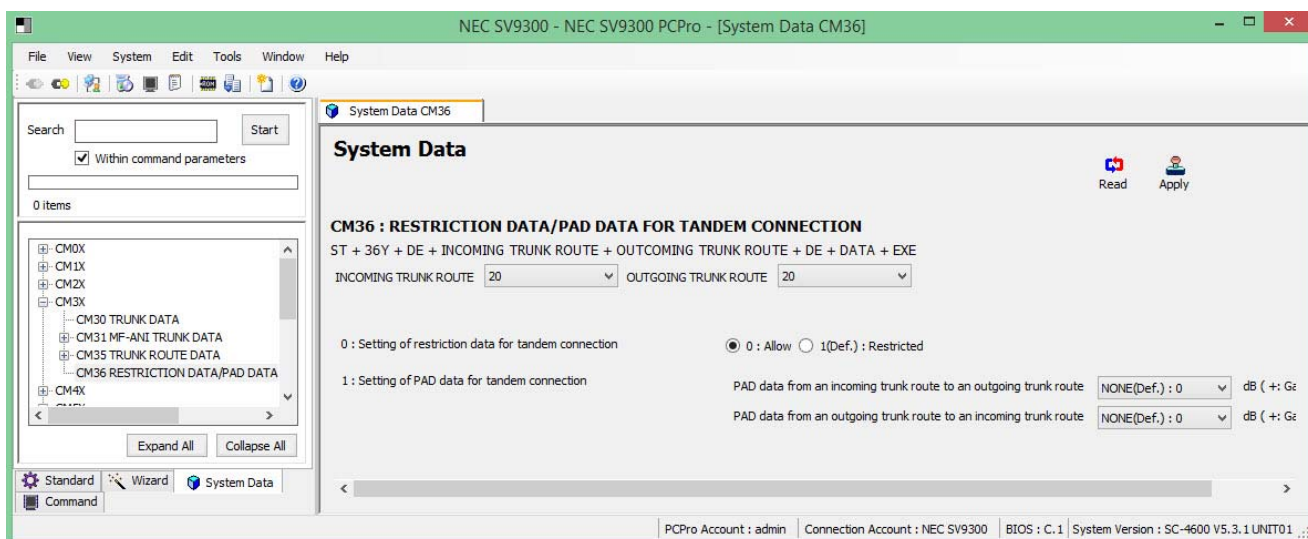 NEC SV9300 - NEC SV9300 PCPro - [System Data CM36]
File View System Edit Tools Window Help
System Data CM36
Search Start
Within command parameters
0 items
CM0X
CM1X
CM2X
CM3X
CM30 TRUNK DATA
CM31 MF-ANI TRUNK DATA
CM35 TRUNK ROUTE DATA
CM36 RESTRICTION DATA/PAD DATA
CM4X
Expand All Collapse All
Standard Wizard System Data
Command
System Data
Read Apply
CM36 : RESTRICTION DATA/PAD DATA FOR TANDEM CONNECTION
ST + 36Y + DE + INCOMING TRUNK ROUTE + OUTCOMING TRUNK ROUTE + DE + DATA + EXE
INCOMING TRUNK ROUTE 20 OUTGOING TRUNK ROUTE 20
0 : Setting of restriction data for tandem connection 0 : Allow 1(Def.) : Restricted
1 : Setting of PAD data for tandem connection PAD data from an incoming trunk route to an outgoing trunk route NONE(Def.) : 0 dB ( +: Ga
PAD data from an outgoing trunk route to an incoming trunk route NONE(Def.) : 0 dB ( +: Ga
PCPro Account : admin Connection Account : NEC SV9300 BIOS : C.1 System Version : SC-4600 V5.3.1 UNIT01